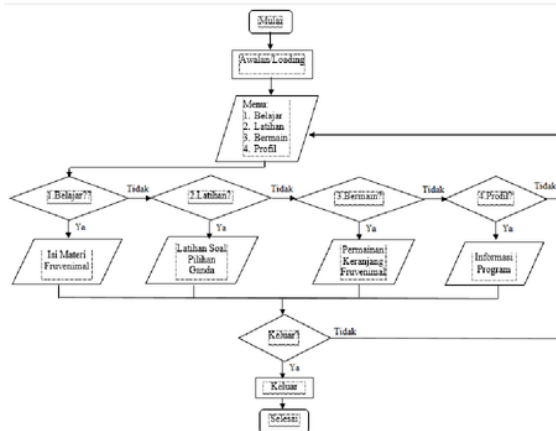 Mulai
Awalan/Loading
Menu:
1. Belajar
2. Latihan
3. Bermain
4. Profil
1.Belajar?
Tidak
2.Latihan?
Tidak
3.Bermain?
Tidak
4.Profil?
Tidak
Ya
Ya
Ya
Ya
Isi Materi
Fruvenimal
Latihan Soal
Pilihan
Ganda
Permainan
Keranjang
Fruvenimal
Informasi
Program
Keluar?
Tidak
Ya
Keluar
Selesai